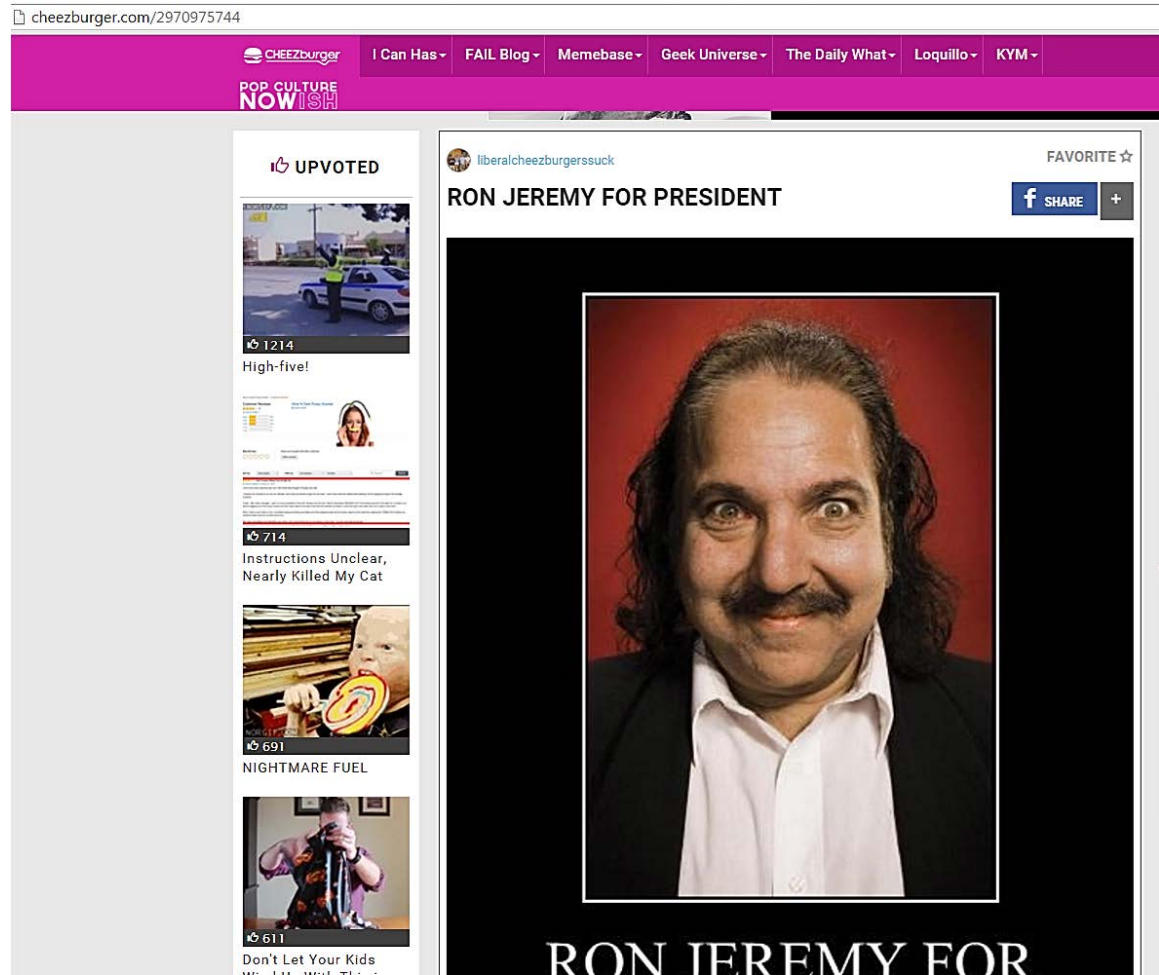 cheezburger.com/2970975744
CHEEZburger I Can Has FAIL Blog Memebase Geek Universe The Daily What Loquillo KYM
POP CULTURE
NOWISH
UPVOTED
1214
High-five!
714
Instructions Unclear,
Nearly Killed My Cat
691
NIGHTMARE FUEL
611
Don't Let Your Kids
liberalcheezburgerssuck
FAVORITE
RON JEREMY FOR PRESIDENT
f SHARE +
RON JEREMY FOR